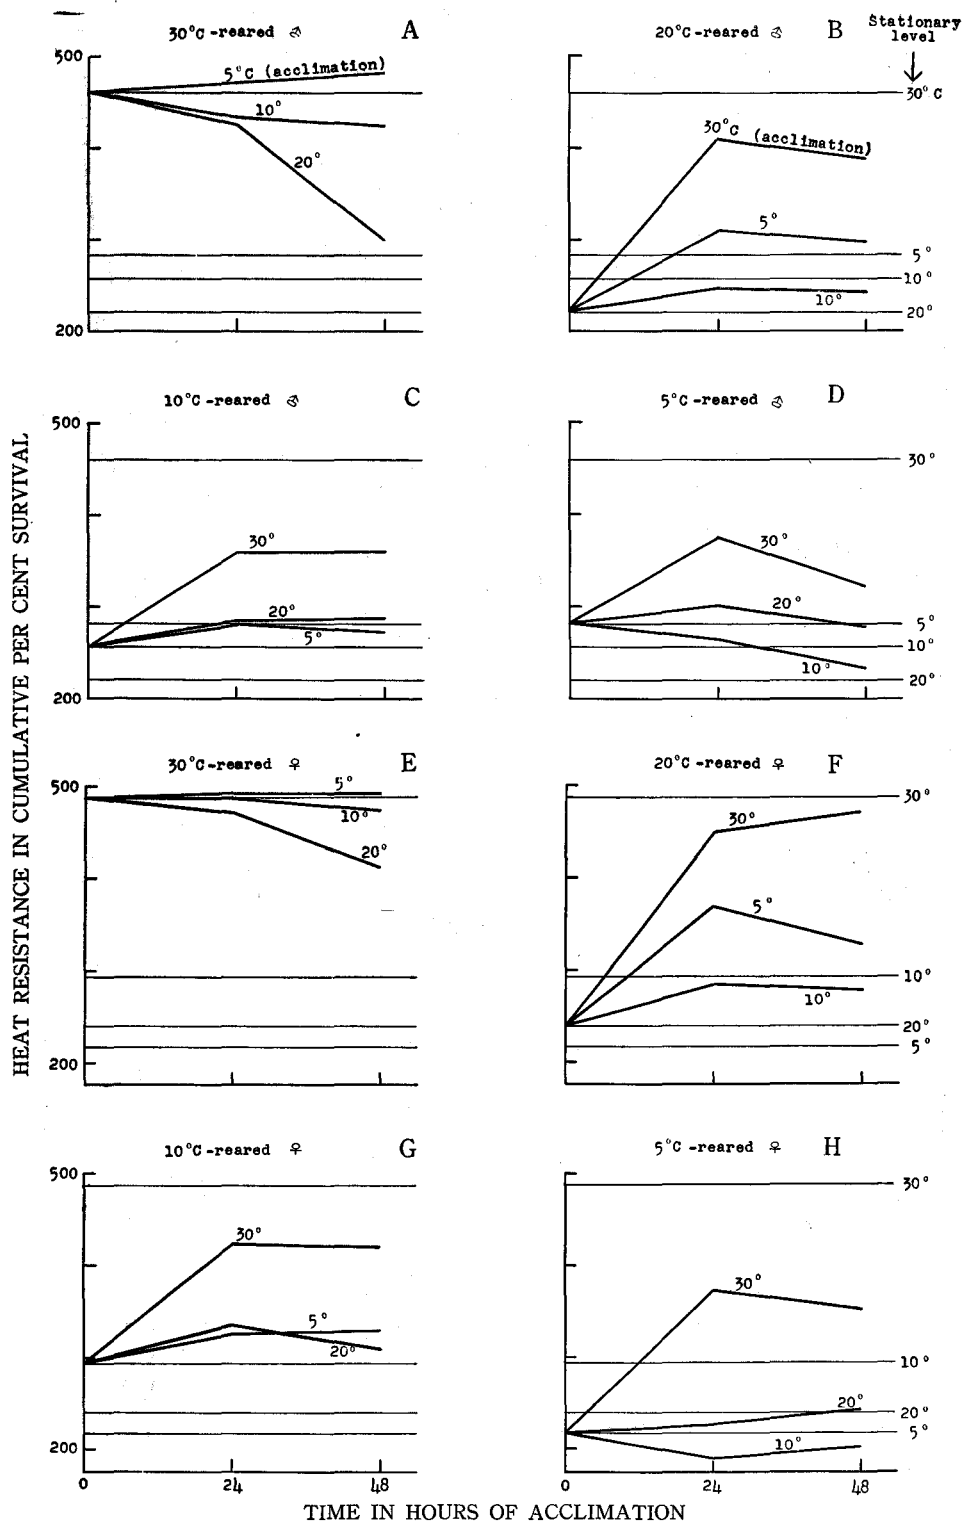 30°C-reared ♂ A
500
5°C (acclimation)
10°
20°
200
20°C-reared ♂ B
Stationary
level
30°C
30°C (acclimation)
5°
5°
10°
10°
20°
10°C-reared ♂ C
500
30°
20°
5°
200
5°C-reared ♂ D
30°
30°
20°
5°
10°
10°
20°
HEAT RESISTANCE IN CUMULATIVE PER CENT SURVIVAL
30°C-reared ♀ E
500
5°
10°
20°
200
20°C-reared ♀ F
30°
30°
5°
10°
10°
20°
5°
10°C-reared ♀ G
500
30°
5°
20°
200
0 24 48
5°C-reared ♀ H
30°
30°
10°
20°
20°
5°
10°
0 24 48
TIME IN HOURS OF ACCLIMATION